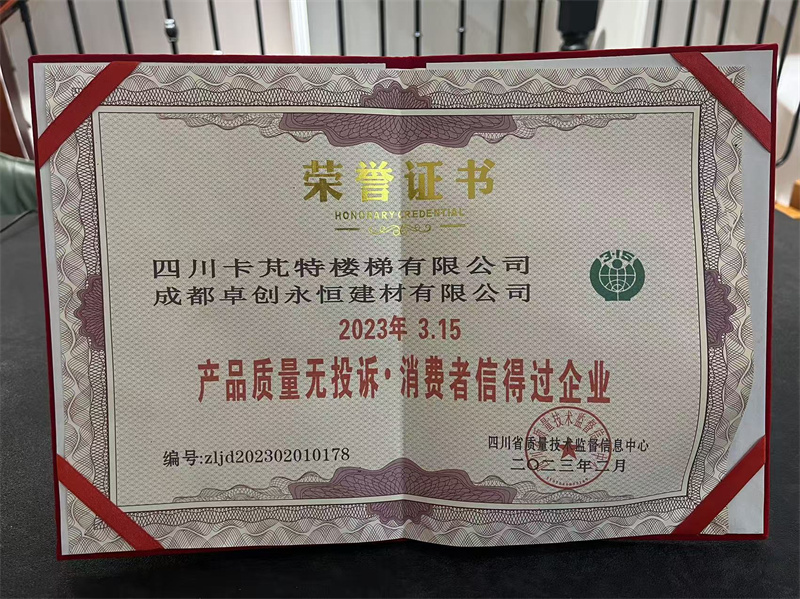 荣誉证书
HONORARY CREDENTIAL
四川卡芃特楼梯有限公司
3·15
成都卓创永恒建材有限公司
2023年 3.15
产品质量无投诉·消费者信得过企业
四川省质量技术监督信息中心
编号:zljd202302010178
二〇二三年二月